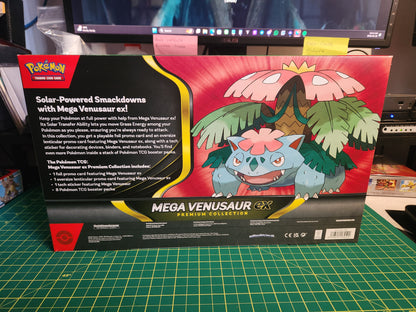 Pokémon
TRADING CARD GAME
Solar-Powered Smackdowns
with Mega Venusaur ex!
Keep your Pokémon at full power with help from Mega Venusaur ex!
Its Solar Transfer Ability lets you move Grass Energy among your
Pokémon as you please, ensuring you're always ready to attack.
In this collection, you get a playable full promo card and an oversize
lenticular promo card featuring Mega Venusaur ex, along with a tech
sticker for decorating devices, binders, and notebooks. You'll find
even more Pokémon inside a stack of Pokémon TCG booster packs!
The Pokémon TCG:
Mega Venusaur ex Premium Collection includes:
• 1 full promo card featuring Mega Venusaur ex
• 1 oversize lenticular promo card featuring Mega Venusaur ex
• 1 tech sticker featuring Mega Venusaur
• 8 Pokémon TCG booster packs
MEGA VENUSAUR ex
PREMIUM COLLECTION
CE